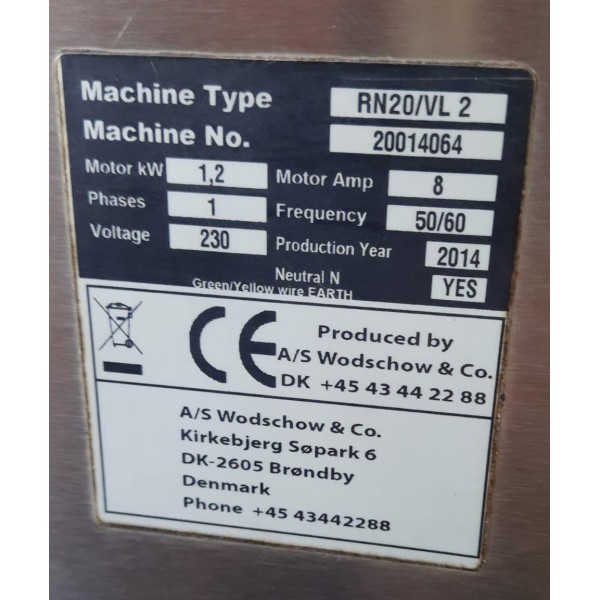 Machine Type RN20/VL 2
Machine No. 20014064
Motor kW 1,2 Motor Amp 8
Phases 1 Frequency 50/60
Voltage 230 Production Year 2014
Neutral N YES
Green/Yellow wire EARTH
CE
Produced by
A/S Wodschow & Co.
DK +45 43 44 22 88
A/S Wodschow & Co.
Kirkebjerg Søpark 6
DK-2605 Brøndby
Denmark
Phone +45 43442288